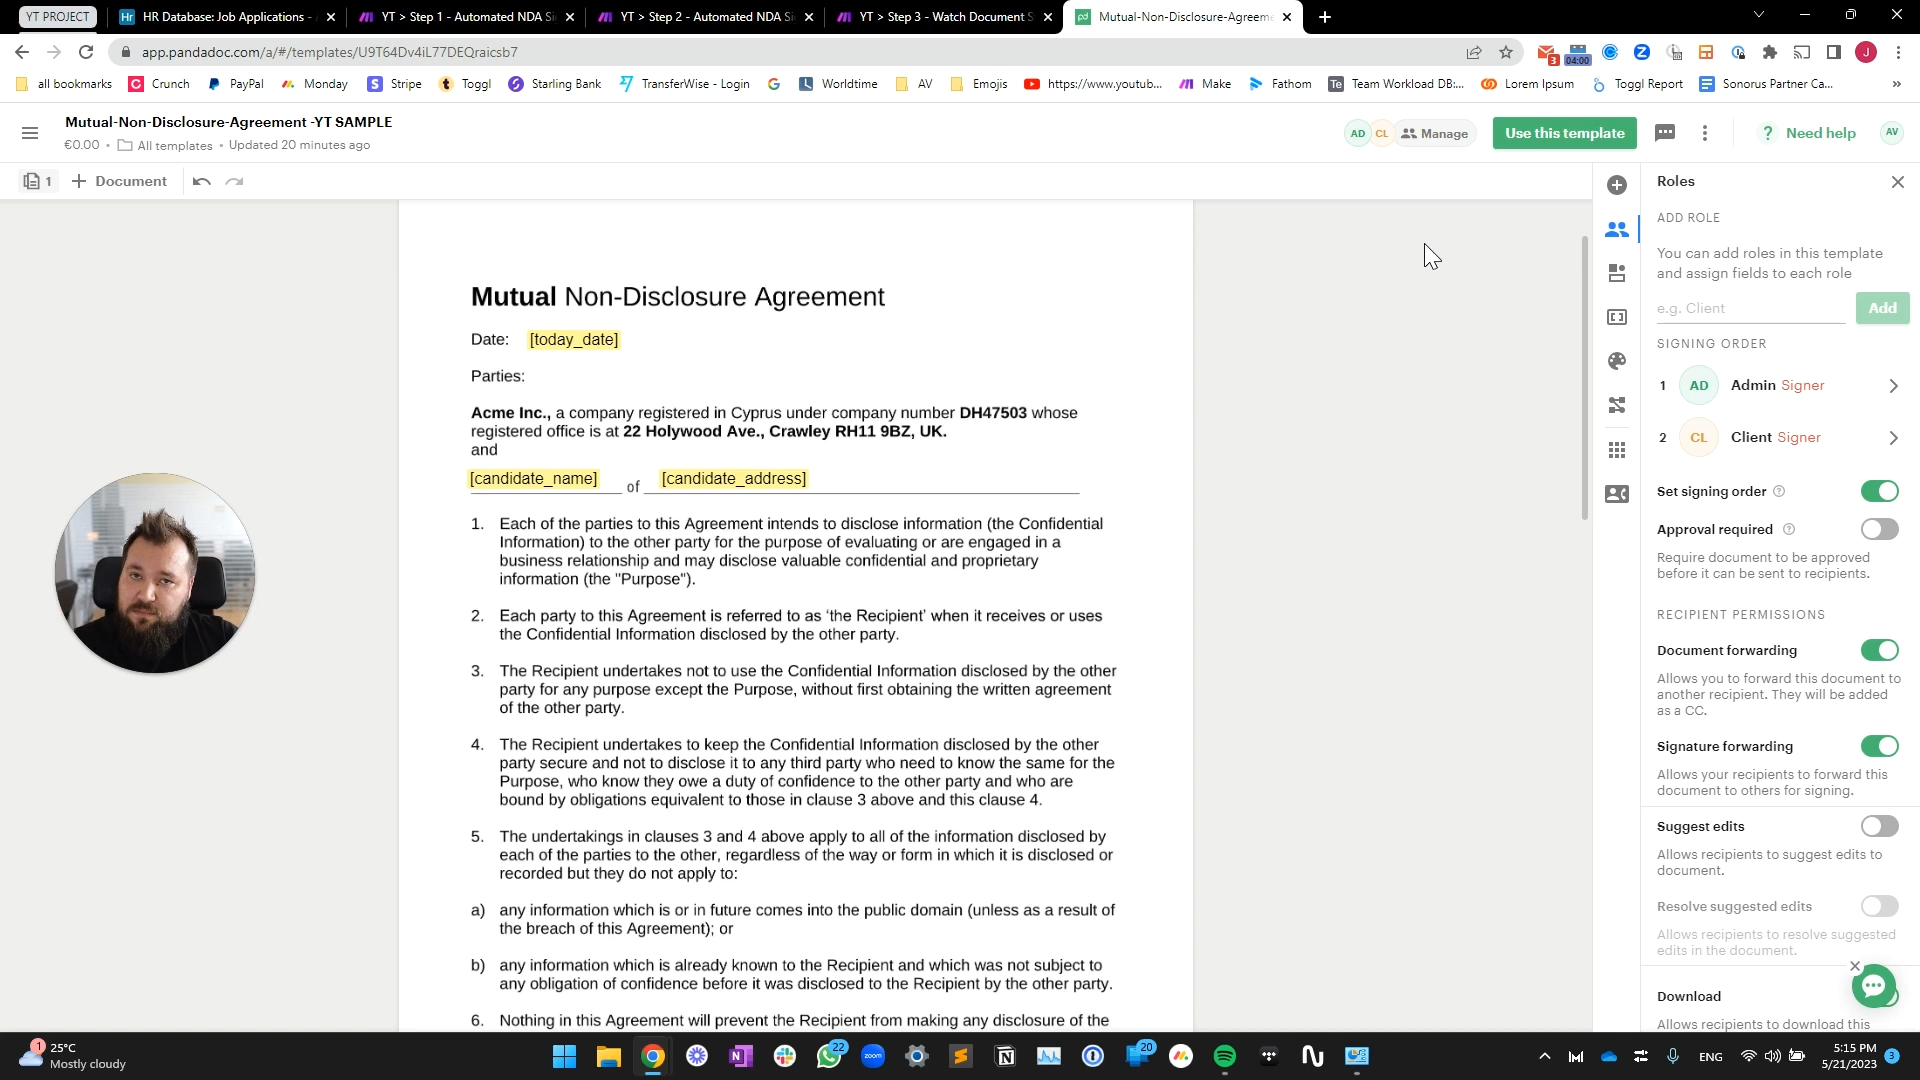 YT PROJECT
HR Database: Job Applications -
YT > Step 1 - Automated NDA Si
YT > Step 2 - Automated NDA Si
YT > Step 3 - Watch Document S
Mutual-Non-Disclosure-Agreeme
app.pandadoc.com/a/#/templates/U9T64Dv4iL77DEQraicsb7
3
04:00
J
all bookmarks
Crunch
PayPal
Monday
Stripe
Toggl
Starling Bank
TransferWise - Login
Worldtime
AV
Emojis
https://www.youtub...
Make
Fathom
Team Workload DB:...
Lorem Ipsum
Toggl Report
Sonorus Partner Ca...
»
Mutual-Non-Disclosure-Agreement -YT SAMPLE
€0.00 • All templates • Updated 20 minutes ago
AD
CL
Manage
Use this template
? Need help
AV
1
+ Document
Mutual Non-Disclosure Agreement
Date: [today_date]
Parties:
Acme Inc., a company registered in Cyprus under company number DH47503 whose
registered office is at 22 Holywood Ave., Crawley RH11 9BZ, UK.
and
[candidate_name] of [candidate_address]
1. Each of the parties to this Agreement intends to disclose information (the Confidential
Information) to the other party for the purpose of evaluating or are engaged in a
business relationship and may disclose valuable confidential and proprietary
information (the "Purpose").
2. Each party to this Agreement is referred to as ‘the Recipient’ when it receives or uses
the Confidential Information disclosed by the other party.
3. The Recipient undertakes not to use the Confidential Information disclosed by the other
party for any purpose except the Purpose, without first obtaining the written agreement
of the other party.
4. The Recipient undertakes to keep the Confidential Information disclosed by the other
party secure and not to disclose it to any third party who need to know the same for the
Purpose, who know they owe a duty of confidence to the other party and who are
bound by obligations equivalent to those in clause 3 above and this clause 4.
5. The undertakings in clauses 3 and 4 above apply to all of the information disclosed by
each of the parties to the other, regardless of the way or form in which it is disclosed or
recorded but they do not apply to:
a) any information which is or in future comes into the public domain (unless as a result of
the breach of this Agreement); or
b) any information which is already known to the Recipient and which was not subject to
any obligation of confidence before it was disclosed to the Recipient by the other party.
6. Nothing in this Agreement will prevent the Recipient from making any disclosure of the
Roles
ADD ROLE
You can add roles in this template
and assign fields to each role
e.g. Client
Add
SIGNING ORDER
1 AD Admin Signer
2 CL Client Signer
Set signing order
Approval required
Require document to be approved
before it can be sent to recipients.
RECIPIENT PERMISSIONS
Document forwarding
Allows you to forward this document to
another recipient. They will be added
as a CC.
Signature forwarding
Allows your recipients to forward this
document to others for signing.
Suggest edits
Allows recipients to suggest edits to
document.
Resolve suggested edits
Allows recipients to resolve suggested
edits in the document.
Download
Allows recipients to download this
1
25°C
Mostly cloudy
22
zoom
20
ENG
5:15 PM
5/21/2023
3